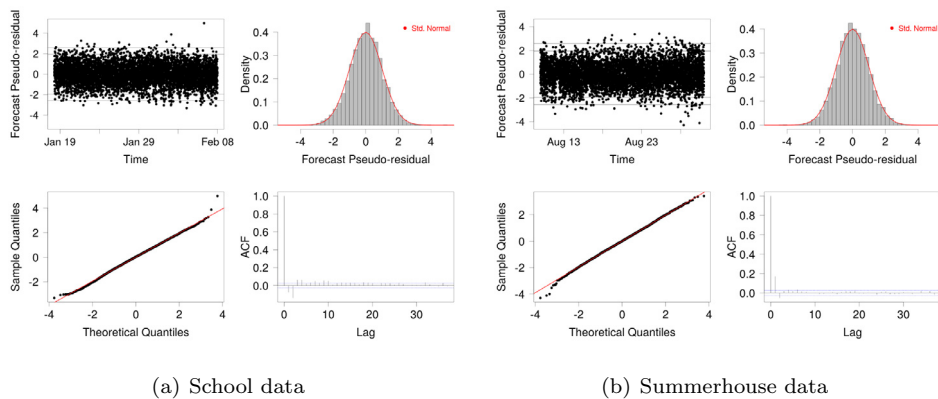 Forecast Pseudo-residual
4
2
0
-2
-4
Jan 19
Jan 29
Feb 08
Time
Density
0.4
0.3
0.2
0.1
0.0
Std. Normal
-4
-2
0
2
4
Forecast Pseudo-residual
Forecast Pseudo-residual
4
2
0
-2
-4
Aug 13
Aug 23
Time
Density
0.4
0.3
0.2
0.1
0.0
Std. Normal
-4
-2
0
2
4
Forecast Pseudo-residual
Sample Quantiles
4
2
0
-2
-4
-2
0
2
4
Theoretical Quantiles
ACF
1.0
0.8
0.6
0.4
0.2
0.0
0
10
20
30
Lag
Sample Quantiles
2
0
-2
-4
-4
-2
0
2
4
Theoretical Quantiles
ACF
1.0
0.8
0.6
0.4
0.2
0.0
0
10
20
30
Lag
(a) School data
(b) Summerhouse data